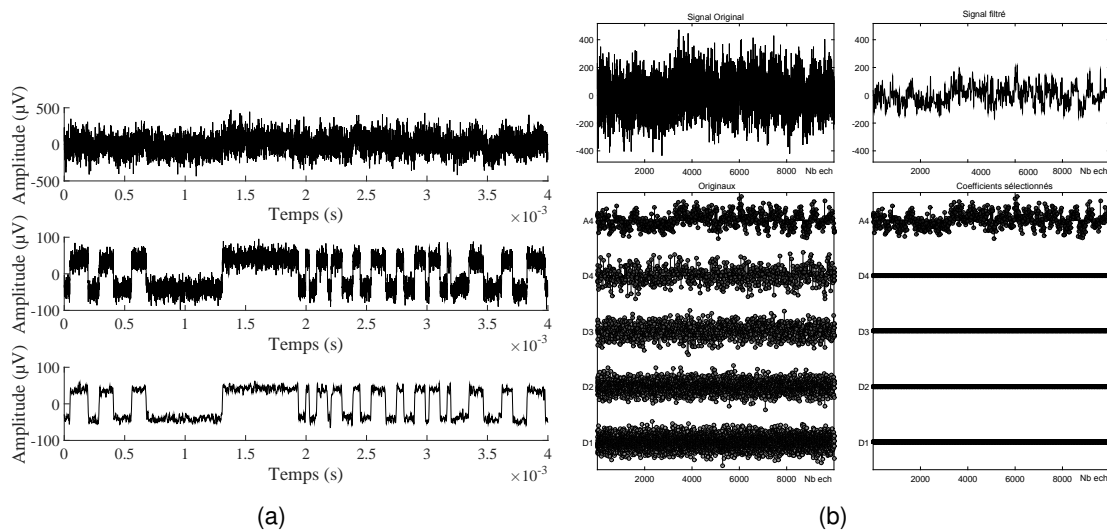 Amplitude (µV)
500
0
-500
0 0.5 1 1.5 2 2.5 3 3.5 4
Temps (s)
×10⁻³
Amplitude (µV)
100
0
-100
0 0.5 1 1.5 2 2.5 3 3.5 4
Temps (s)
×10⁻³
Amplitude (µV)
100
0
-100
0 0.5 1 1.5 2 2.5 3 3.5 4
Temps (s)
×10⁻³
(a)
Signal Original
400
200
0
-200
-400
2000 4000 6000 8000 Nb ech
Signal filtré
400
200
0
-200
-400
2000 4000 6000 8000 Nb ech
Originaux
A4
D4
D3
D2
D1
2000 4000 6000 8000 Nb ech
Coefficients sélectionnés
A4
D4
D3
D2
D1
2000 4000 6000 8000 Nb ech
(b)